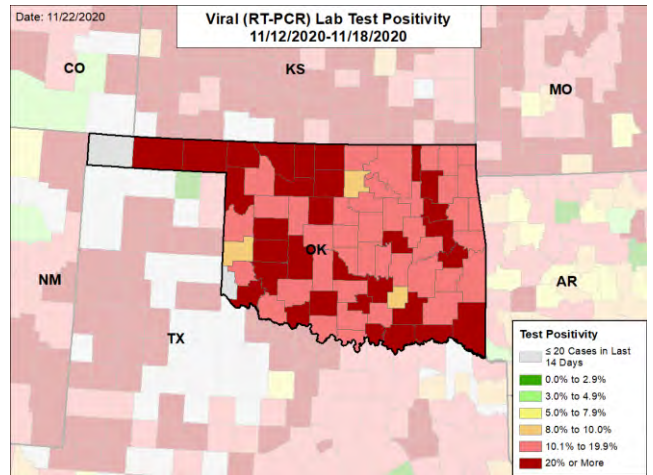 Date: 11/22/2020
Viral (RT-PCR) Lab Test Positivity
11/12/2020-11/18/2020
CO
KS
MO
OK
NM
AR
TX
Test Positivity
≤ 20 Cases in Last
14 Days
0.0% to 2.9%
3.0% to 4.9%
5.0% to 7.9%
8.0% to 10.0%
10.1% to 19.9%
20% or More